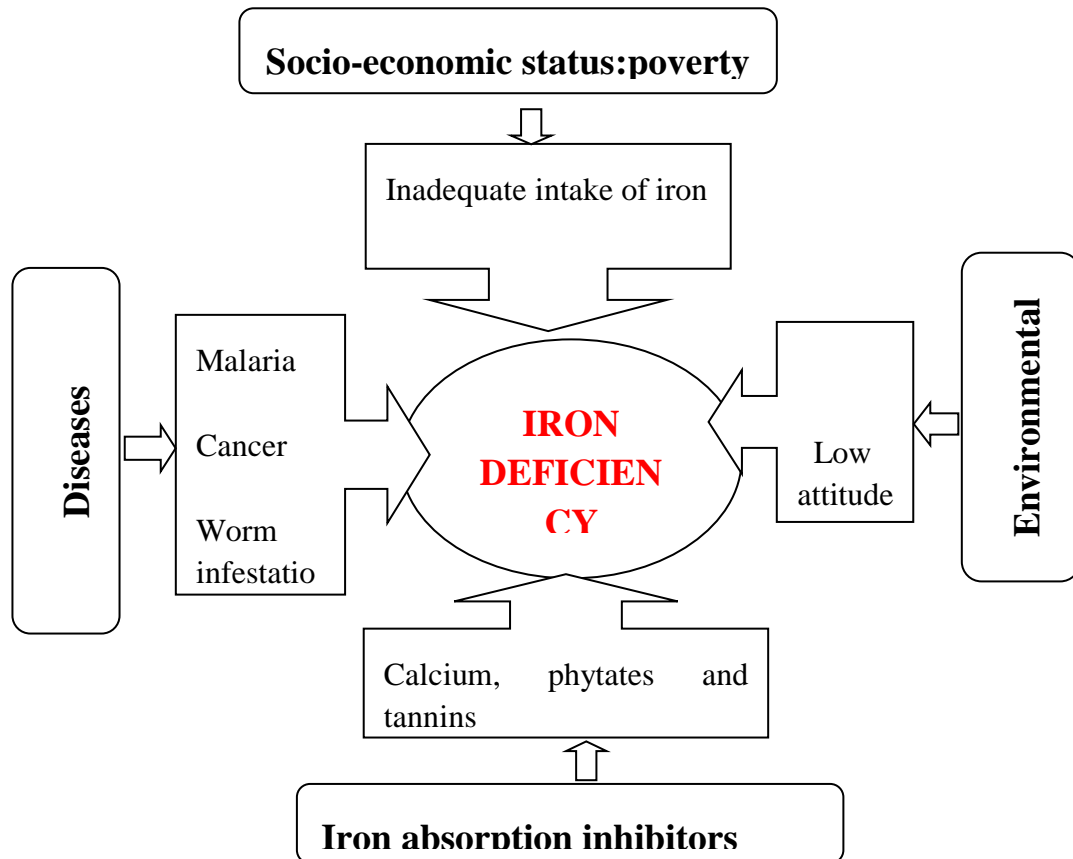 Socio-economic status:poverty
Inadequate intake of iron
Diseases
Malaria
Cancer
Worm
infestatio
IRON
DEFICIEN
CY
Low
attitude
Environmental
Calcium, phytates and
tannins
Iron absorption inhibitors